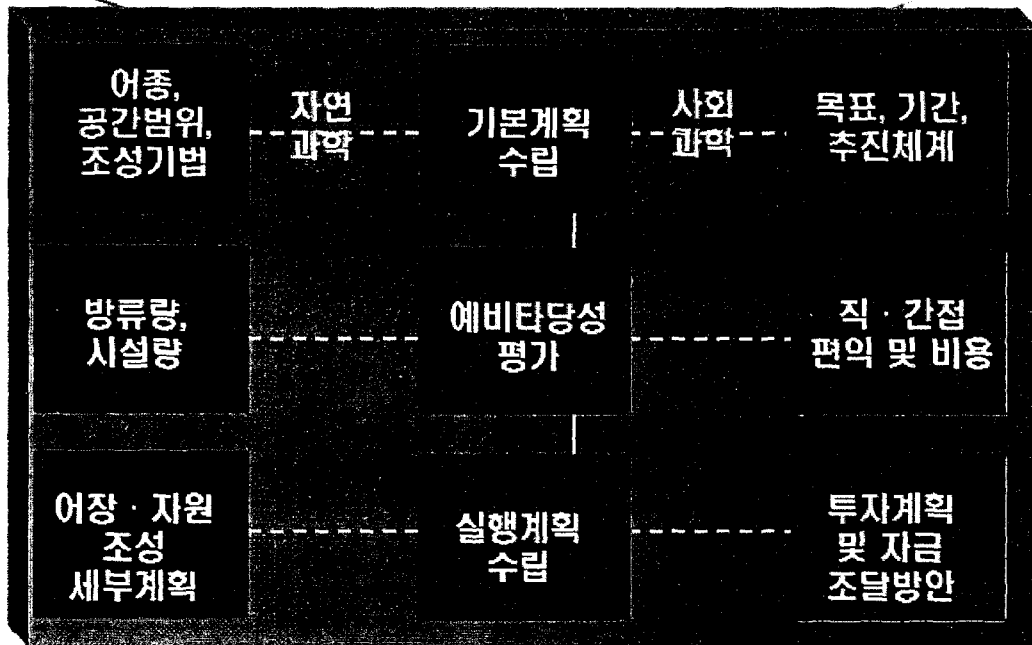 어종,
공간범위,
조성기법
자연
과학
기본계획
수립
사회
과학
목표, 기간,
추진체계
방류량,
시설량
예비타당성
평가
직 · 간접
편익 및 비용
어장 · 자원
조성
세부계획
실행계획
수립
투자계획
및 자금
조달방안